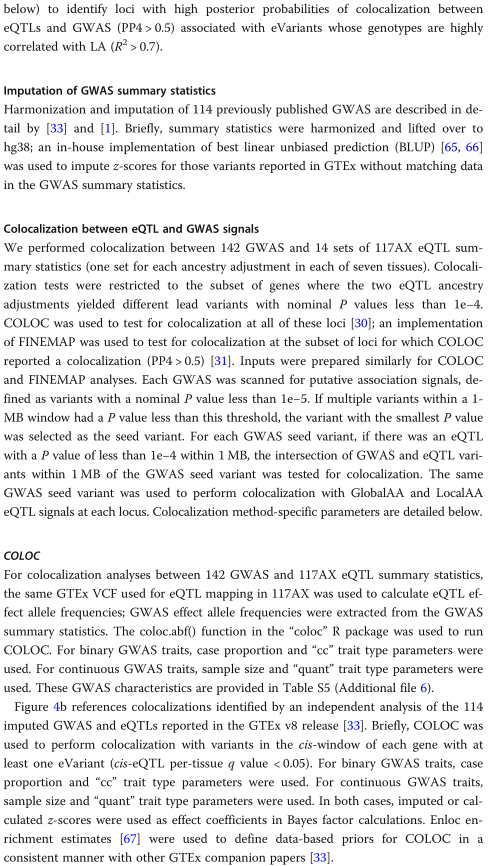 below) to identify loci with high posterior probabilities of colocalization between
eQTLs and GWAS (PP4 > 0.5) associated with eVariants whose genotypes are highly
correlated with LA (R² > 0.7).
Imputation of GWAS summary statistics
Harmonization and imputation of 114 previously published GWAS are described in de-
tail by [33] and [1]. Briefly, summary statistics were harmonized and lifted over to
hg38; an in-house implementation of best linear unbiased prediction (BLUP) [65, 66]
was used to impute z-scores for those variants reported in GTEx without matching data
in the GWAS summary statistics.
Colocalization between eQTL and GWAS signals
We performed colocalization between 142 GWAS and 14 sets of 117AX eQTL sum-
mary statistics (one set for each ancestry adjustment in each of seven tissues). Colocali-
zation tests were restricted to the subset of genes where the two eQTL ancestry
adjustments yielded different lead variants with nominal P values less than 1e−4.
COLOC was used to test for colocalization at all of these loci [30]; an implementation
of FINEMAP was used to test for colocalization at the subset of loci for which COLOC
reported a colocalization (PP4 > 0.5) [31]. Inputs were prepared similarly for COLOC
and FINEMAP analyses. Each GWAS was scanned for putative association signals, de-
fined as variants with a nominal P value less than 1e−5. If multiple variants within a 1-
MB window had a P value less than this threshold, the variant with the smallest P value
was selected as the seed variant. For each GWAS seed variant, if there was an eQTL
with a P value of less than 1e−4 within 1 MB, the intersection of GWAS and eQTL vari-
ants within 1 MB of the GWAS seed variant was tested for colocalization. The same
GWAS seed variant was used to perform colocalization with GlobalAA and LocalAA
eQTL signals at each locus. Colocalization method-specific parameters are detailed below.
COLOC
For colocalization analyses between 142 GWAS and 117AX eQTL summary statistics,
the same GTEx VCF used for eQTL mapping in 117AX was used to calculate eQTL ef-
fect allele frequencies; GWAS effect allele frequencies were extracted from the GWAS
summary statistics. The coloc.abf() function in the “coloc” R package was used to run
COLOC. For binary GWAS traits, case proportion and “cc” trait type parameters were
used. For continuous GWAS traits, sample size and “quant” trait type parameters were
used. These GWAS characteristics are provided in Table S5 (Additional file 6).
Figure 4b references colocalizations identified by an independent analysis of the 114
imputed GWAS and eQTLs reported in the GTEx v8 release [33]. Briefly, COLOC was
used to perform colocalization with variants in the cis-window of each gene with at
least one eVariant (cis-eQTL per-tissue q value < 0.05). For binary GWAS traits, case
proportion and “cc” trait type parameters were used. For continuous GWAS traits,
sample size and “quant” trait type parameters were used. In both cases, imputed or cal-
culated z-scores were used as effect coefficients in Bayes factor calculations. Enloc en-
richment estimates [67] were used to define data-based priors for COLOC in a
consistent manner with other GTEx companion papers [33].